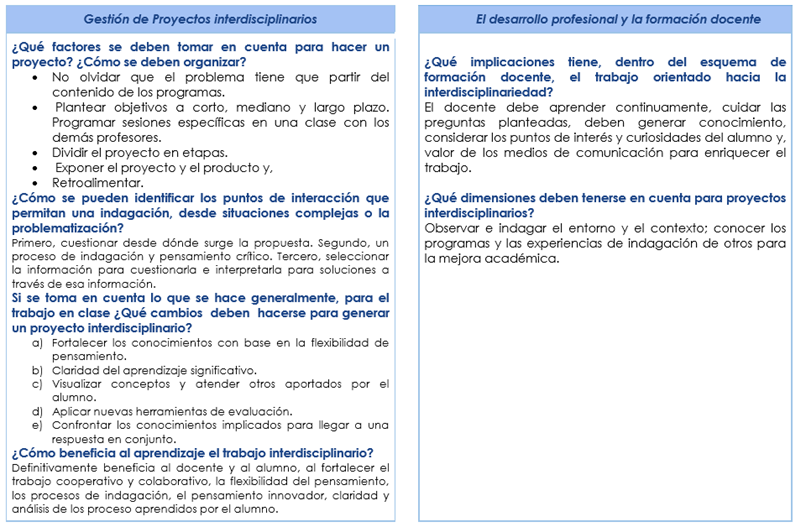 Gestión de Proyectos interdisciplinarios
¿Qué factores se deben tomar en cuenta para hacer un
proyecto? ¿Cómo se deben organizar?
• No olvidar que el problema tiene que partir del
contenido de los programas.
• Plantear objetivos a corto, mediano y largo plazo.
Programar sesiones específicas en una clase con los
demás profesores.
• Dividir el proyecto en etapas.
• Exponer el proyecto y el producto y,
• Retroalimentar.
¿Cómo se pueden identificar los puntos de interacción que
permitan una indagación, desde situaciones complejas o la
problematización?
Primero, cuestionar desde dónde surge la propuesta. Segundo, un
proceso de indagación y pensamiento crítico. Tercero, seleccionar
la información para cuestionarla e interpretarla para soluciones a
través de esa información.
Si se toma en cuenta lo que se hace generalmente, para el
trabajo en clase ¿Qué cambios deben hacerse para generar
un proyecto interdisciplinario?
a) Fortalecer los conocimientos con base en la flexibilidad de
pensamiento.
b) Claridad del aprendizaje significativo.
c) Visualizar conceptos y atender otros aportados por el
alumno.
d) Aplicar nuevas herramientas de evaluación.
e) Confrontar los conocimientos implicados para llegar a una
respuesta en conjunto.
¿Cómo beneficia al aprendizaje el trabajo interdisciplinario?
Definitivamente beneficia al docente y al alumno, al fortalecer el
trabajo cooperativo y colaborativo, la flexibilidad del pensamiento,
los procesos de indagación, el pensamiento innovador, claridad y
análisis de los proceso aprendidos por el alumno.
El desarrollo profesional y la formación docente
¿Qué implicaciones tiene, dentro del esquema de
formación docente, el trabajo orientado hacia la
interdisciplinariedad?
El docente debe aprender continuamente, cuidar las
preguntas planteadas, deben generar conocimiento,
considerar los puntos de interés y curiosidades del alumno y,
valor de los medios de comunicación para enriquecer el
trabajo.
¿Qué dimensiones deben tenerse en cuenta para proyectos
interdisciplinarios?
Observar e indagar el entorno y el contexto; conocer los
programas y las experiencias de indagación de otros para
la mejora académica.